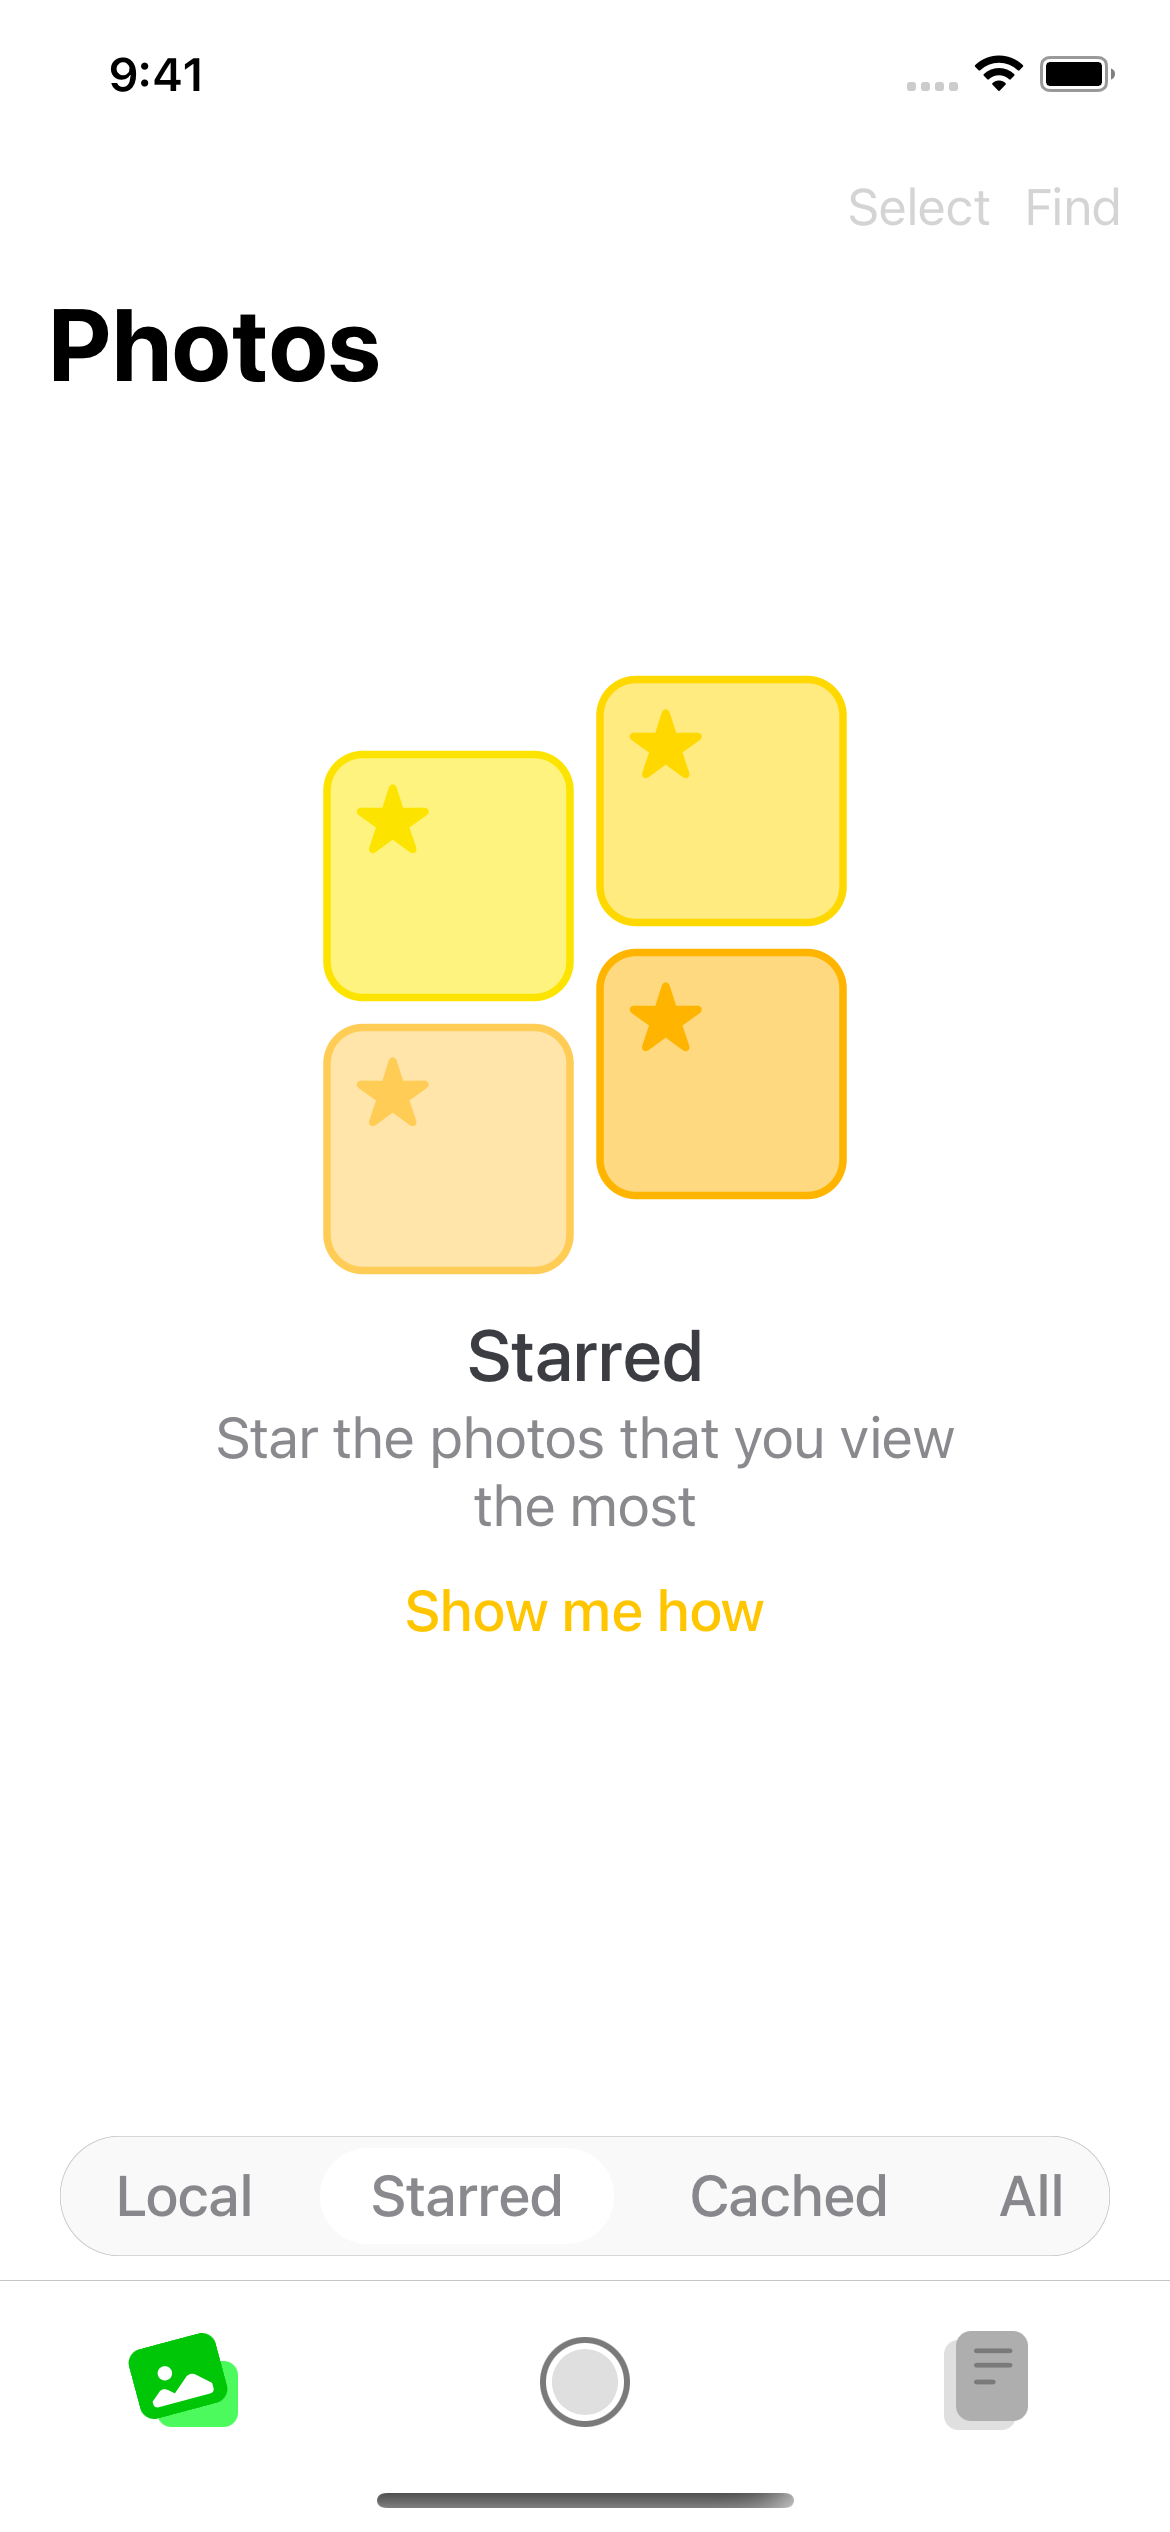 9:41
Select Find
Photos
Starred
Star the photos that you view
the most
Show me how
Local Starred Cached All